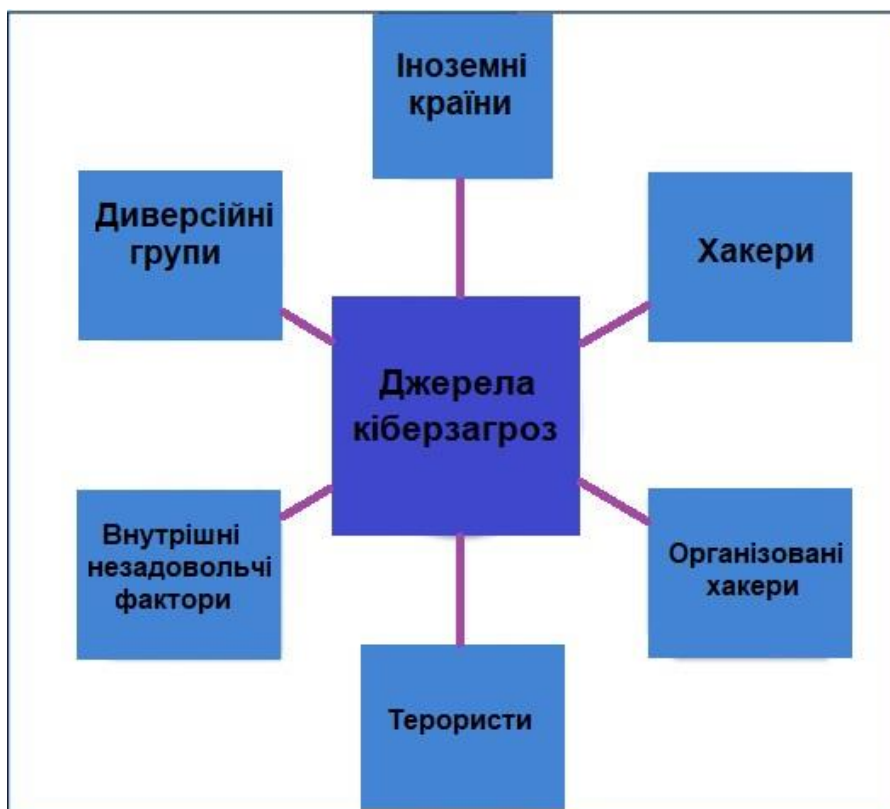 Іноземні
країни
Диверсійні
групи
Хакери
Джерела
кіберзагроз
Внутрішні
незадовольчі
фактори
Організовані
хакери
Терористи